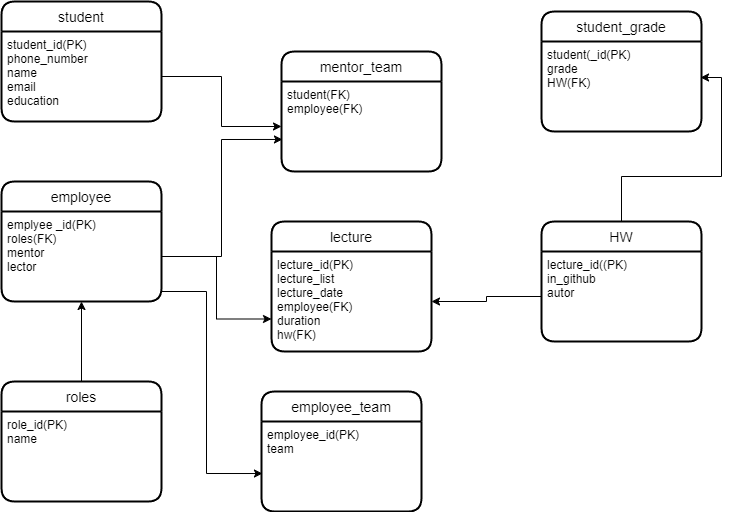 student
student_id(PK)
phone_number
name
email
education
mentor_team
student(FK)
employee(FK)
student_grade
student(_id(PK)
grade
HW(FK)
employee
emplyee _id(PK)
roles(FK)
mentor
lector
lecture
lecture_id(PK)
lecture_list
lecture_date
employee(FK)
duration
hw(FK)
HW
lecture_id((PK)
in_github
autor
roles
role_id(PK)
name
employee_team
employee_id(PK)
team